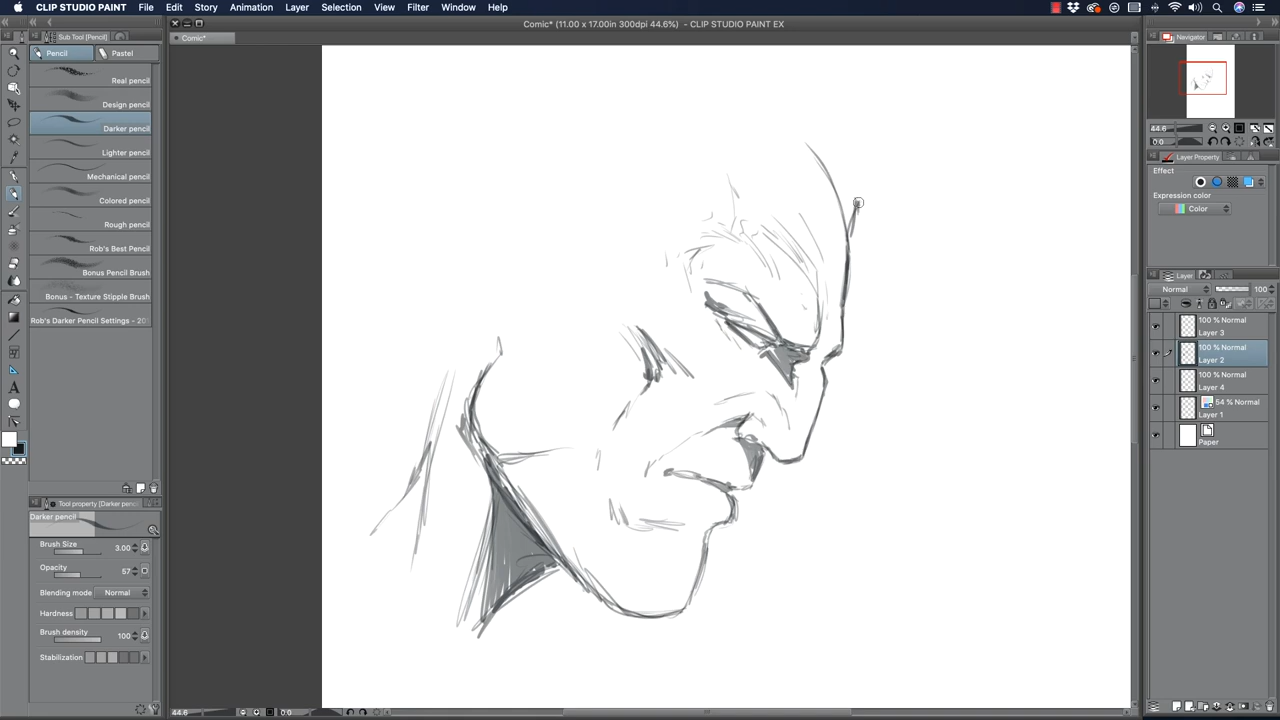 CLIP STUDIO PAINT File Edit Story Animation Layer Selection View Filter Window Help
Comic* (11.00 x 17.00in 300dpi 44.6%) - CLIP STUDIO PAINT EX
Sub Tool [Pencil]
Comic*
Pencil Pastel
Real pencil
Design pencil
Darker pencil
Lighter pencil
Mechanical pencil
Colored pencil
Rough pencil
Rob's Best Pencil
Bonus Pencil Brush
Bonus - Texture Stipple Brush
Rob's Darker Pencil Settings - 20
Tool property [Darker penc
Darker pencil
Brush Size 3.00
Opacity 57
Blending mode Normal
Hardness
Brush density 100
Stabilization
44.6 0.0
Navigator
44.6
0.0
Layer Property
Effect
Expression color
Color
Layer
Normal 100
100 % Normal
Layer 3
100 % Normal
Layer 2
100 % Normal
Layer 4
64 % Normal
Layer 1
Paper